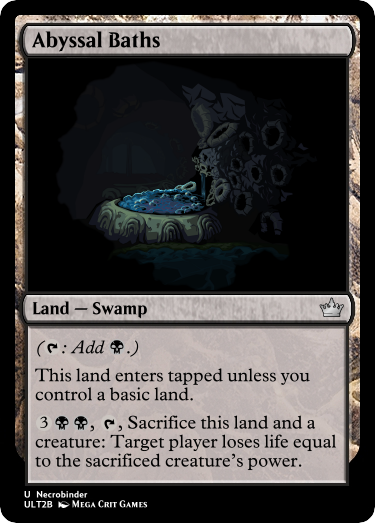 Abyssal Baths
Land — Swamp
(: Add .)
This land enters tapped unless you
control a basic land.
3 , , Sacrifice this land and a
creature: Target player loses life equal
to the sacrificed creature's power.
U Necrobinder
ULT2B Mega Crit Games